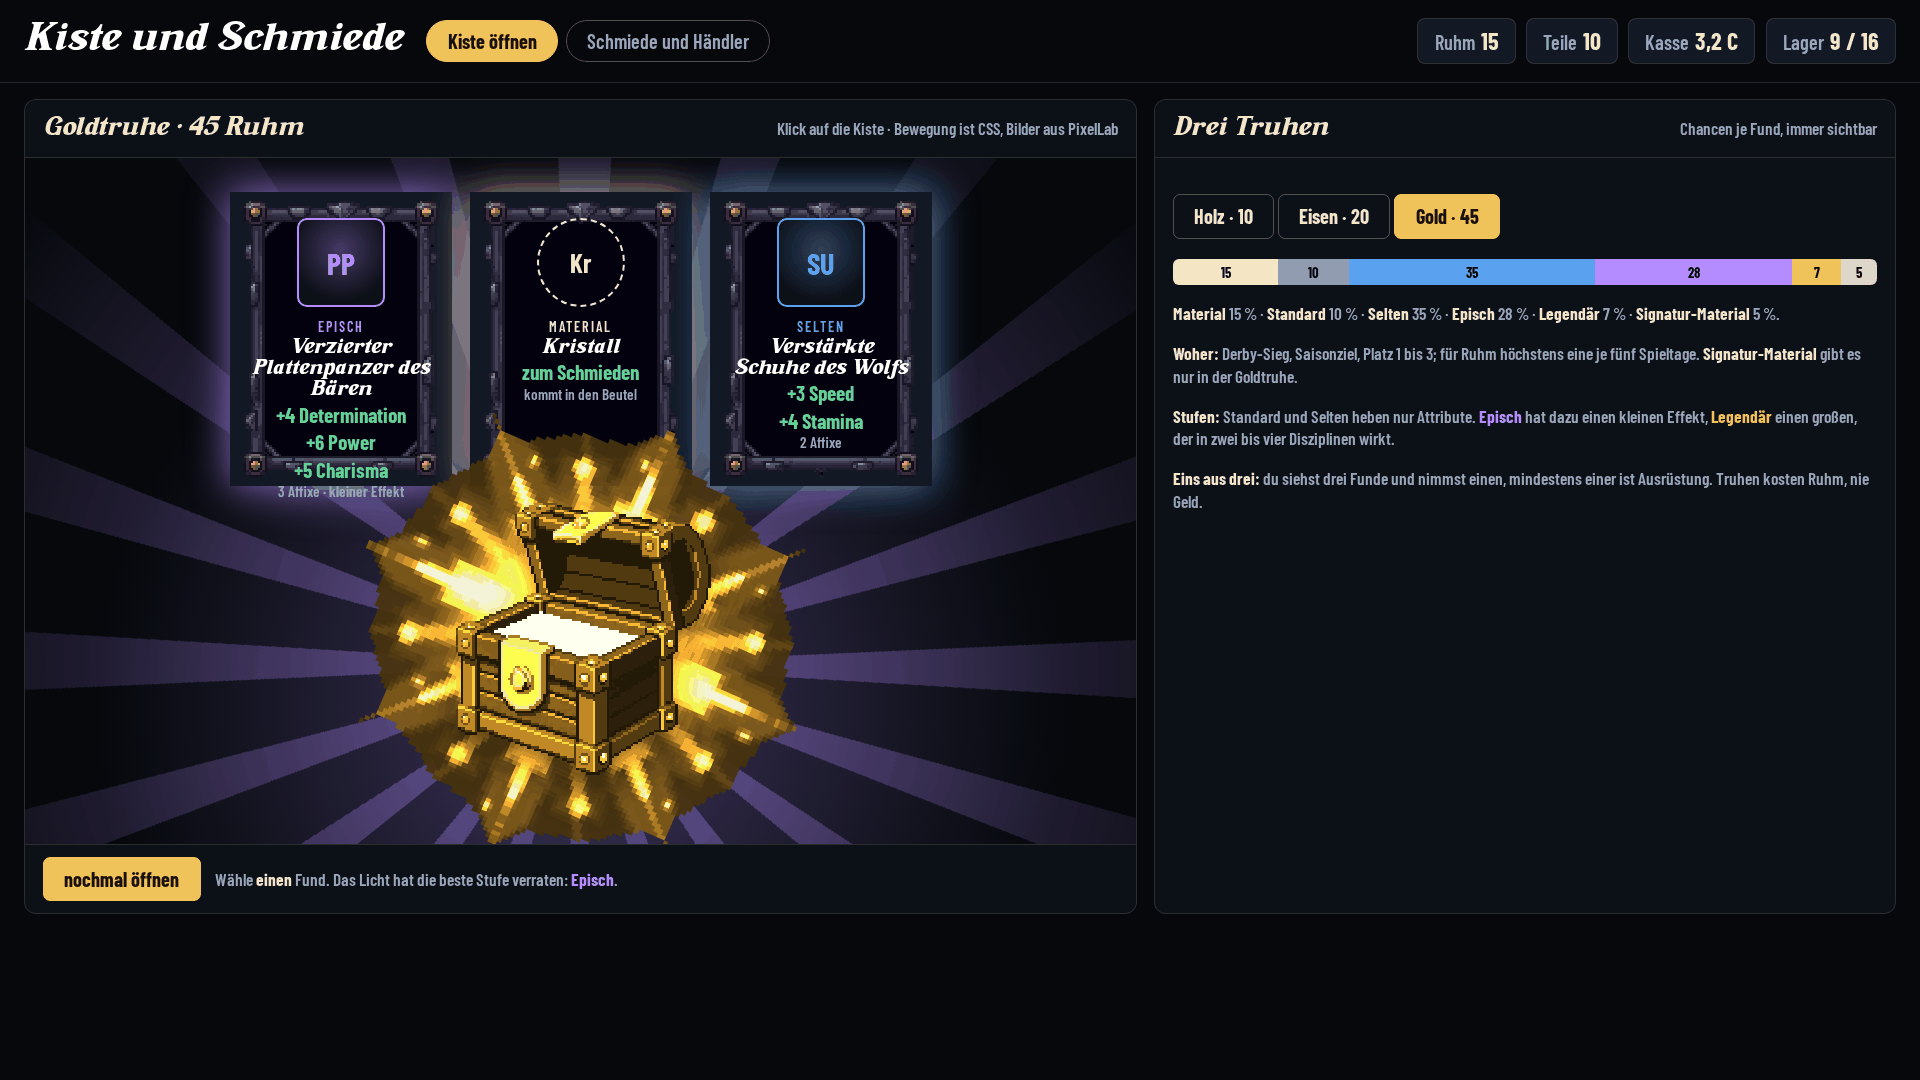 Kiste und Schmiede
Kiste öffnen
Schmiede und Händler
Ruhm 15
Teile 10
Kasse 3,2 C
Lager 9 / 16
Goldtruhe · 45 Ruhm
Klick auf die Kiste · Bewegung ist CSS, Bilder aus PixelLab
PP
EPISCH
Verzierter
Plattenpanzer des
Bären
+4 Determination
+6 Power
+5 Charisma
3 Affixe · kleiner Effekt
Kr
MATERIAL
Kristall
zum Schmieden
kommt in den Beutel
SU
SELTEN
Verstärkte
Schuhe des Wolfs
+3 Speed
+4 Stamina
2 Affixe
nochmal öffnen
Wähle einen Fund. Das Licht hat die beste Stufe verraten: Episch.
Drei Truhen
Chancen je Fund, immer sichtbar
Holz · 10
Eisen · 20
Gold · 45
15 10 35 28 7 5
Material 15 % · Standard 10 % · Selten 35 % · Episch 28 % · Legendär 7 % · Signatur-Material 5 %.
Woher: Derby-Sieg, Saisonziel, Platz 1 bis 3; für Ruhm höchstens eine je fünf Spieltage. Signatur-Material gibt es
nur in der Goldtruhe.
Stufen: Standard und Selten heben nur Attribute. Episch hat dazu einen kleinen Effekt, Legendär einen großen,
der in zwei bis vier Disziplinen wirkt.
Eins aus drei: du siehst drei Funde und nimmst einen, mindestens einer ist Ausrüstung. Truhen kosten Ruhm, nie
Geld.